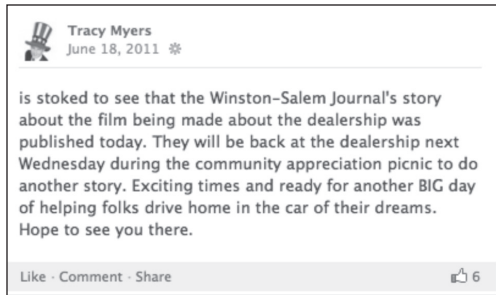 Tracy Myers
June 18, 2011
is stoked to see that the Winston-Salem Journal's story
about the film being made about the dealership was
published today. They will be back at the dealership next
Wednesday during the community appreciation picnic to do
another story. Exciting times and ready for another BIG day
of helping folks drive home in the car of their dreams.
Hope to see you there.
Like · Comment · Share 6